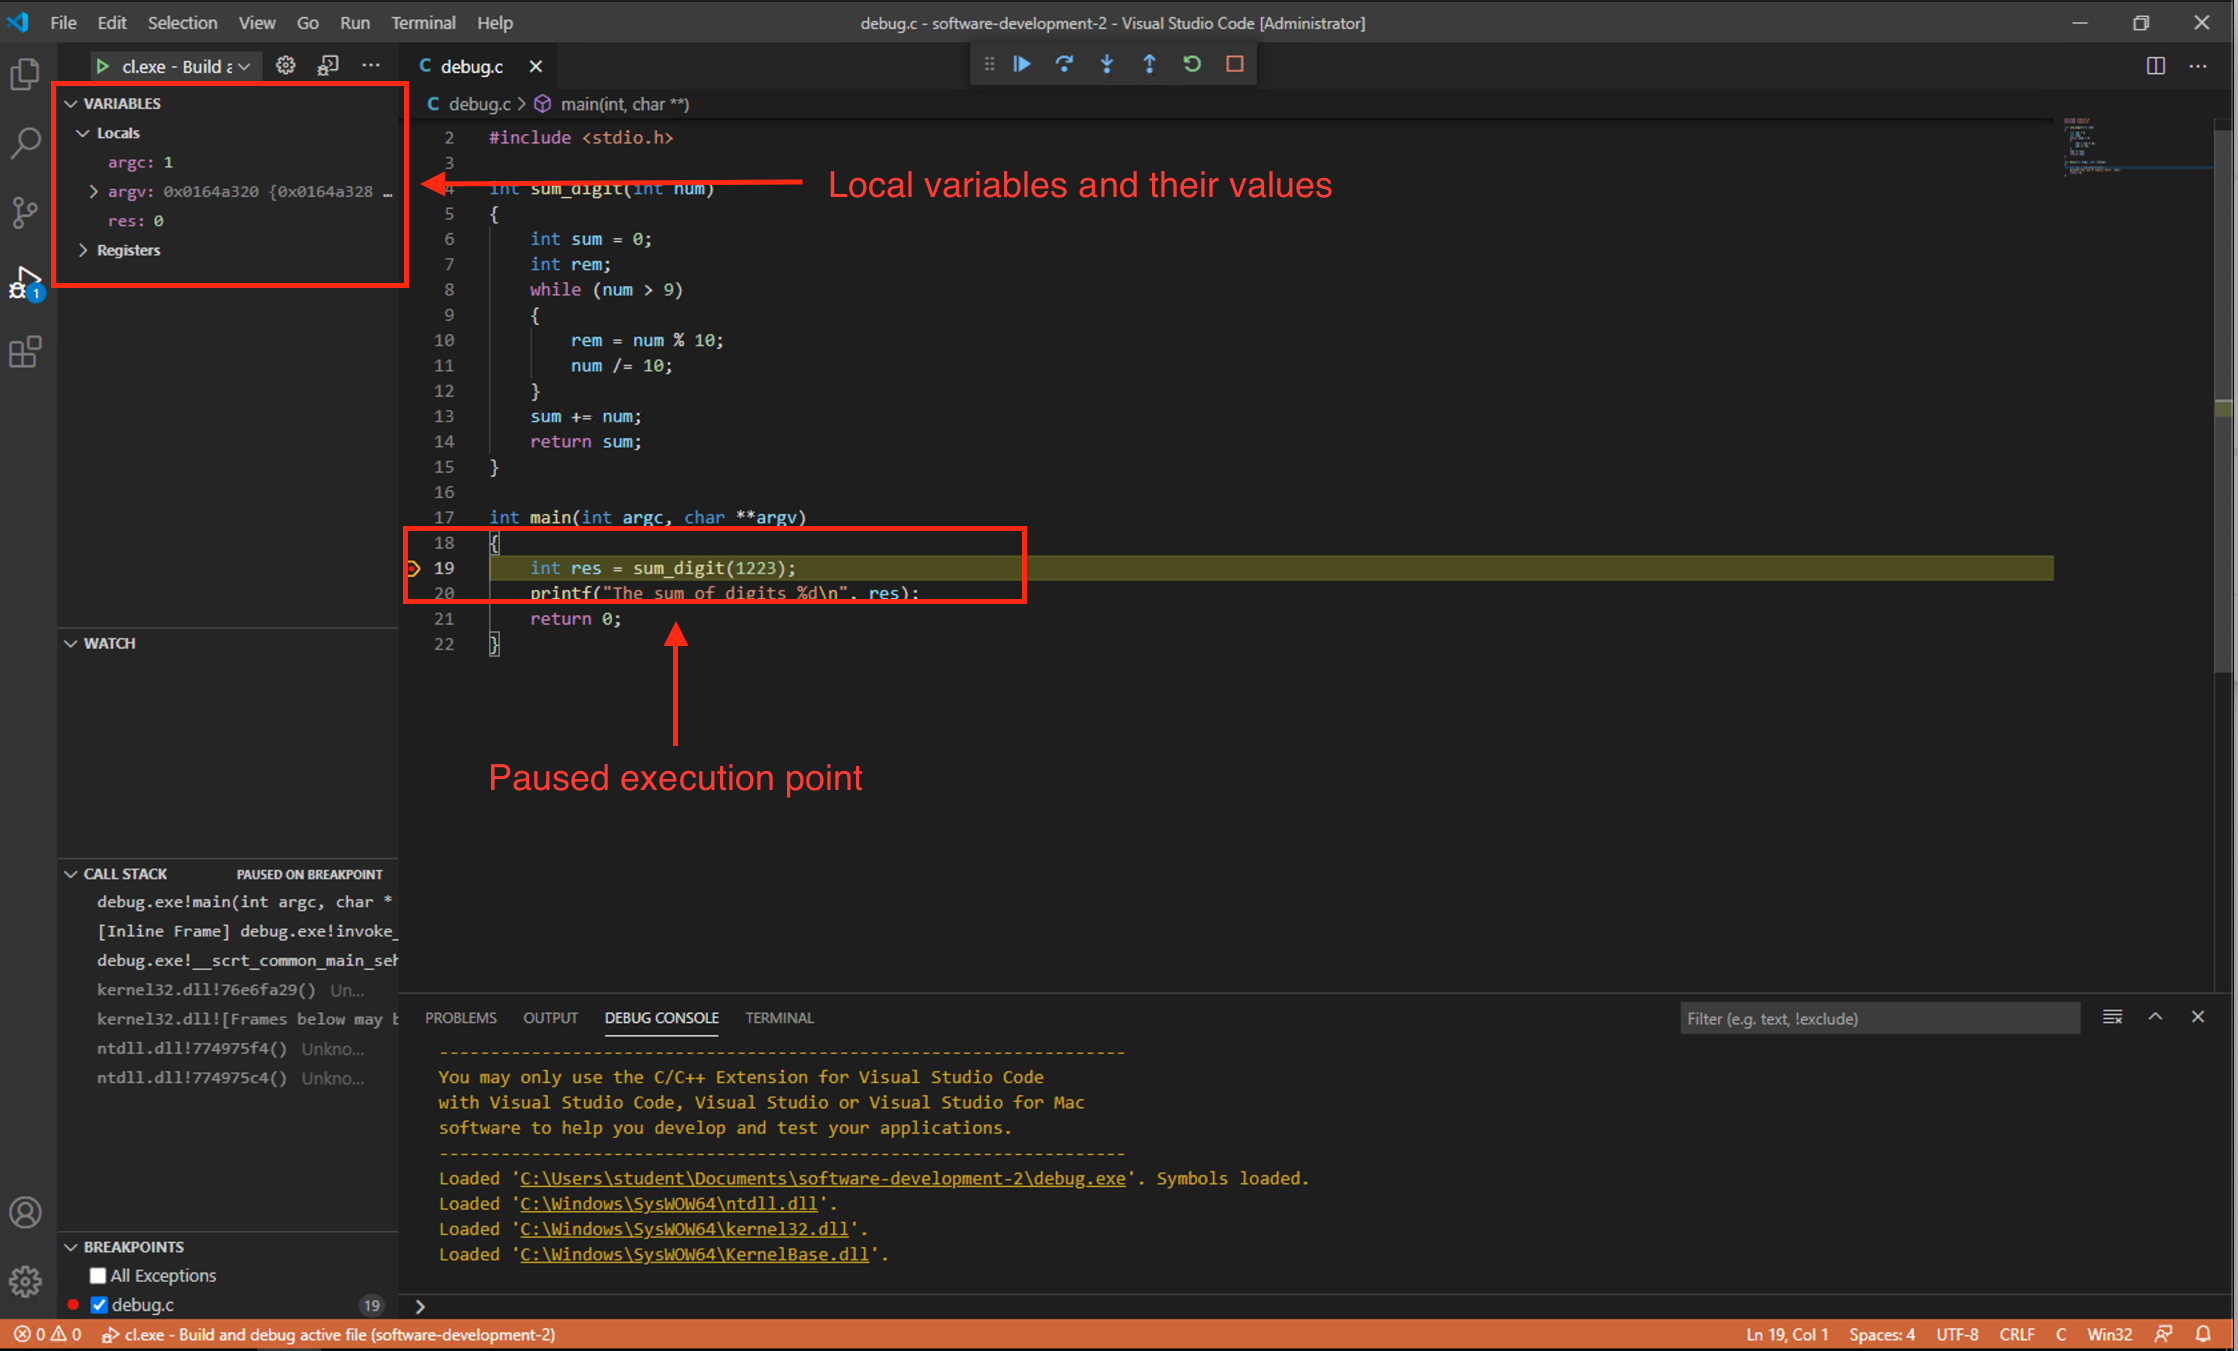 File Edit Selection View Go Run Terminal Help
debug.c - software-development-2 - Visual Studio Code [Administrator]
cl.exe - Build a
C debug.c
C debug.c > main(int, char **)
VARIABLES
Locals
argc: 1
argv: 0x0164a320 {0x0164a328 ...
res: 0
Registers
1
WATCH
CALL STACK PAUSED ON BREAKPOINT
debug.exe!main(int argc, char *
[Inline Frame] debug.exe!invoke_
debug.exe!__scrt_common_main_seh
kernel32.dll!76e6fa29() Un...
kernel32.dll![Frames below may b
ntdll.dll!774975f4() Unkno...
ntdll.dll!774975c4() Unkno...
BREAKPOINTS
All Exceptions
debug.c 19
2 #include <stdio.h>
3
4 int sum_digit(int num)
5 {
6 int sum = 0;
7 int rem;
8 while (num > 9)
9 {
10 rem = num % 10;
11 num /= 10;
12 }
13 sum += num;
14 return sum;
15 }
16
17 int main(int argc, char **argv)
18 {
19 int res = sum_digit(1223);
20 printf("The sum of digits %d\n", res);
21 return 0;
22 }
Local variables and their values
Paused execution point
PROBLEMS OUTPUT DEBUG CONSOLE TERMINAL
Filter (e.g. text, !exclude)
-------------------------------------------------------------------
You may only use the C/C++ Extension for Visual Studio Code
with Visual Studio Code, Visual Studio or Visual Studio for Mac
software to help you develop and test your applications.
-------------------------------------------------------------------
Loaded 'C:\Users\student\Documents\software-development-2\debug.exe'. Symbols loaded.
Loaded 'C:\Windows\SysWOW64\ntdll.dll'.
Loaded 'C:\Windows\SysWOW64\kernel32.dll'.
Loaded 'C:\Windows\SysWOW64\KernelBase.dll'.
>
0 0 cl.exe - Build and debug active file (software-development-2)
Ln 19, Col 1 Spaces: 4 UTF-8 CRLF C Win32